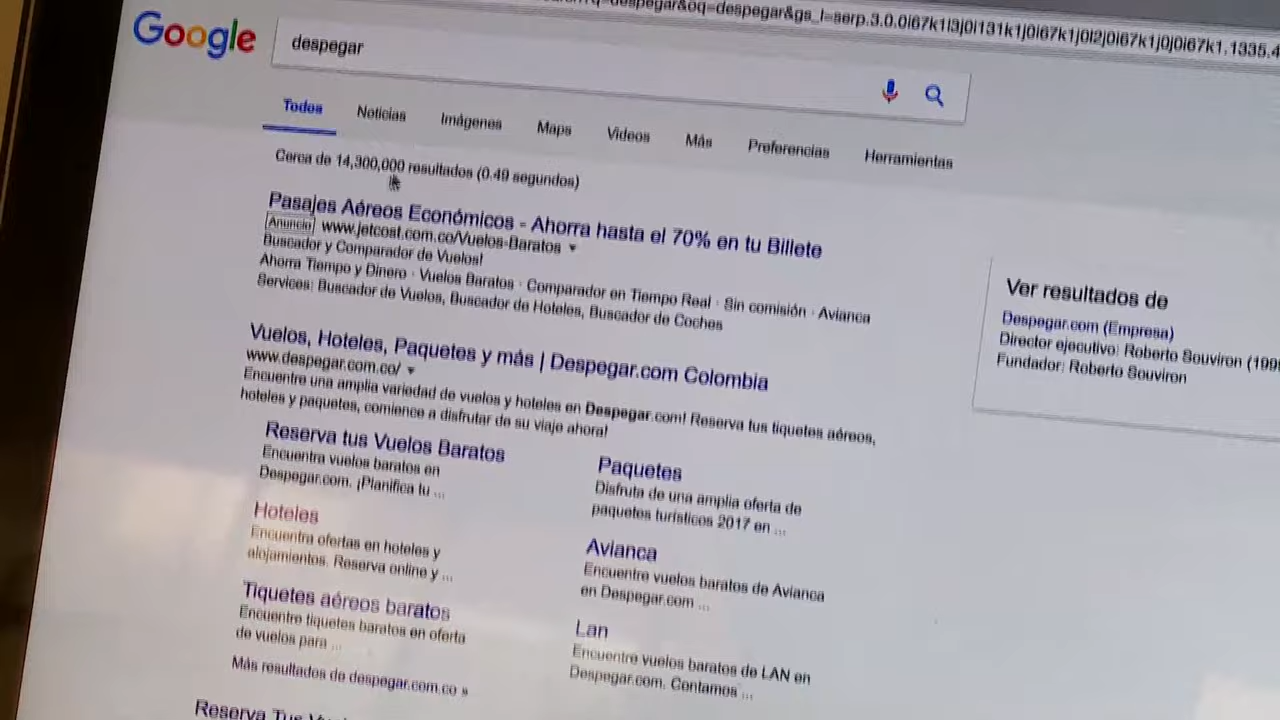 Google
despegar
Todos Noticias Imágenes Maps Videos Más Preferencias Herramientas
Cerca de 14,300,000 resultados (0.49 segundos)
Pasajes Aéreos Económicos - Ahorra hasta el 70% en tu Billete
Anuncio www.jetcost.com.co/Vuelos-Baratos
Buscador y Comparador de Vuelos!
Ahorra Tiempo y Dinero · Vuelos Baratos · Comparador en Tiempo Real · Sin comisión · Avianca
Services: Buscador de Vuelos, Buscador de Hoteles, Buscador de Coches
Vuelos, Hoteles, Paquetes y más | Despegar.com Colombia
www.despegar.com.co/
Encuentre una amplia variedad de vuelos y hoteles en Despegar.com! Reserva tus tiquetes aéreos,
hoteles y paquetes, comience a disfrutar de su viaje ahora!
Reserva tus Vuelos Baratos
Encuentra vuelos baratos en
Despegar.com. ¡Planifica tu ...
Hoteles
Encuentra ofertas en hoteles y
alojamientos. Reserva online y ...
Tiquetes aéreos baratos
Encuentre tiquetes baratos en oferta
de vuelos para ...
Más resultados de despegar.com.co »
Paquetes
Disfruta de una amplia oferta de
paquetes turísticos 2017 en ...
Avianca
Encuentre vuelos baratos de Avianca
en Despegar.com ...
Lan
Encuentre vuelos baratos de LAN en
Despegar.com. Contamos ...
Reserva Tus
Ver resultados de
Despegar.com (Empresa)
Director ejecutivo: Roberto Souviron (199
Fundador: Roberto Souviron